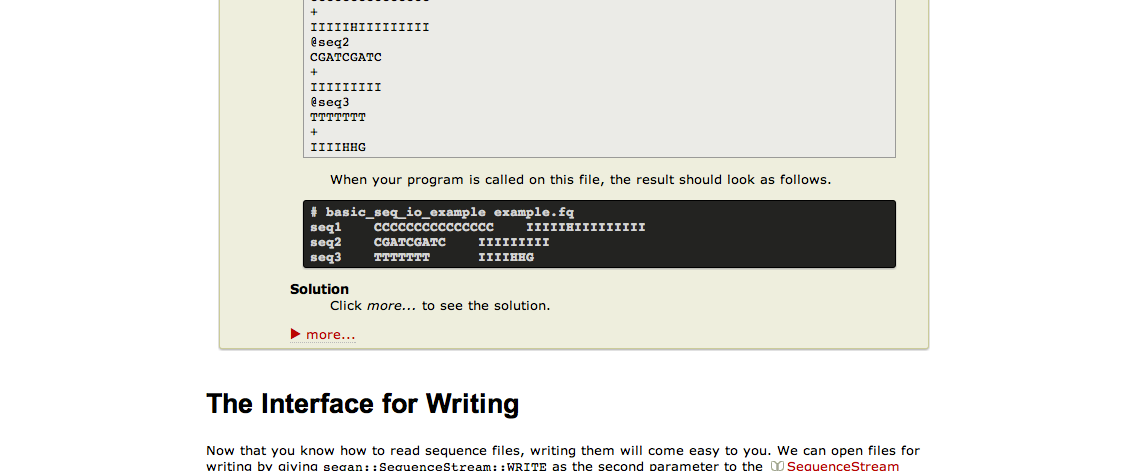 +
IIIIIHIIIIIIIII
@seq2
CGATCGATC
+
IIIIIIIII
@seq3
TTTTTTT
+
IIIIHHG
When your program is called on this file, the result should look as follows.
# basic_seq_io_example example.fq
seq1    CCCCCCCCCCCCCCC    IIIIIHIIIIIIIII
seq2    CGATCGATC    IIIIIIIII
seq3    TTTTTTT      IIIIHHG
Solution
Click more... to see the solution.
more...
The Interface for Writing
Now that you know how to read sequence files, writing them will come easy to you. We can open files for
writing by giving seqan::SequenceStream::WRITE as the second parameter to the SequenceStream